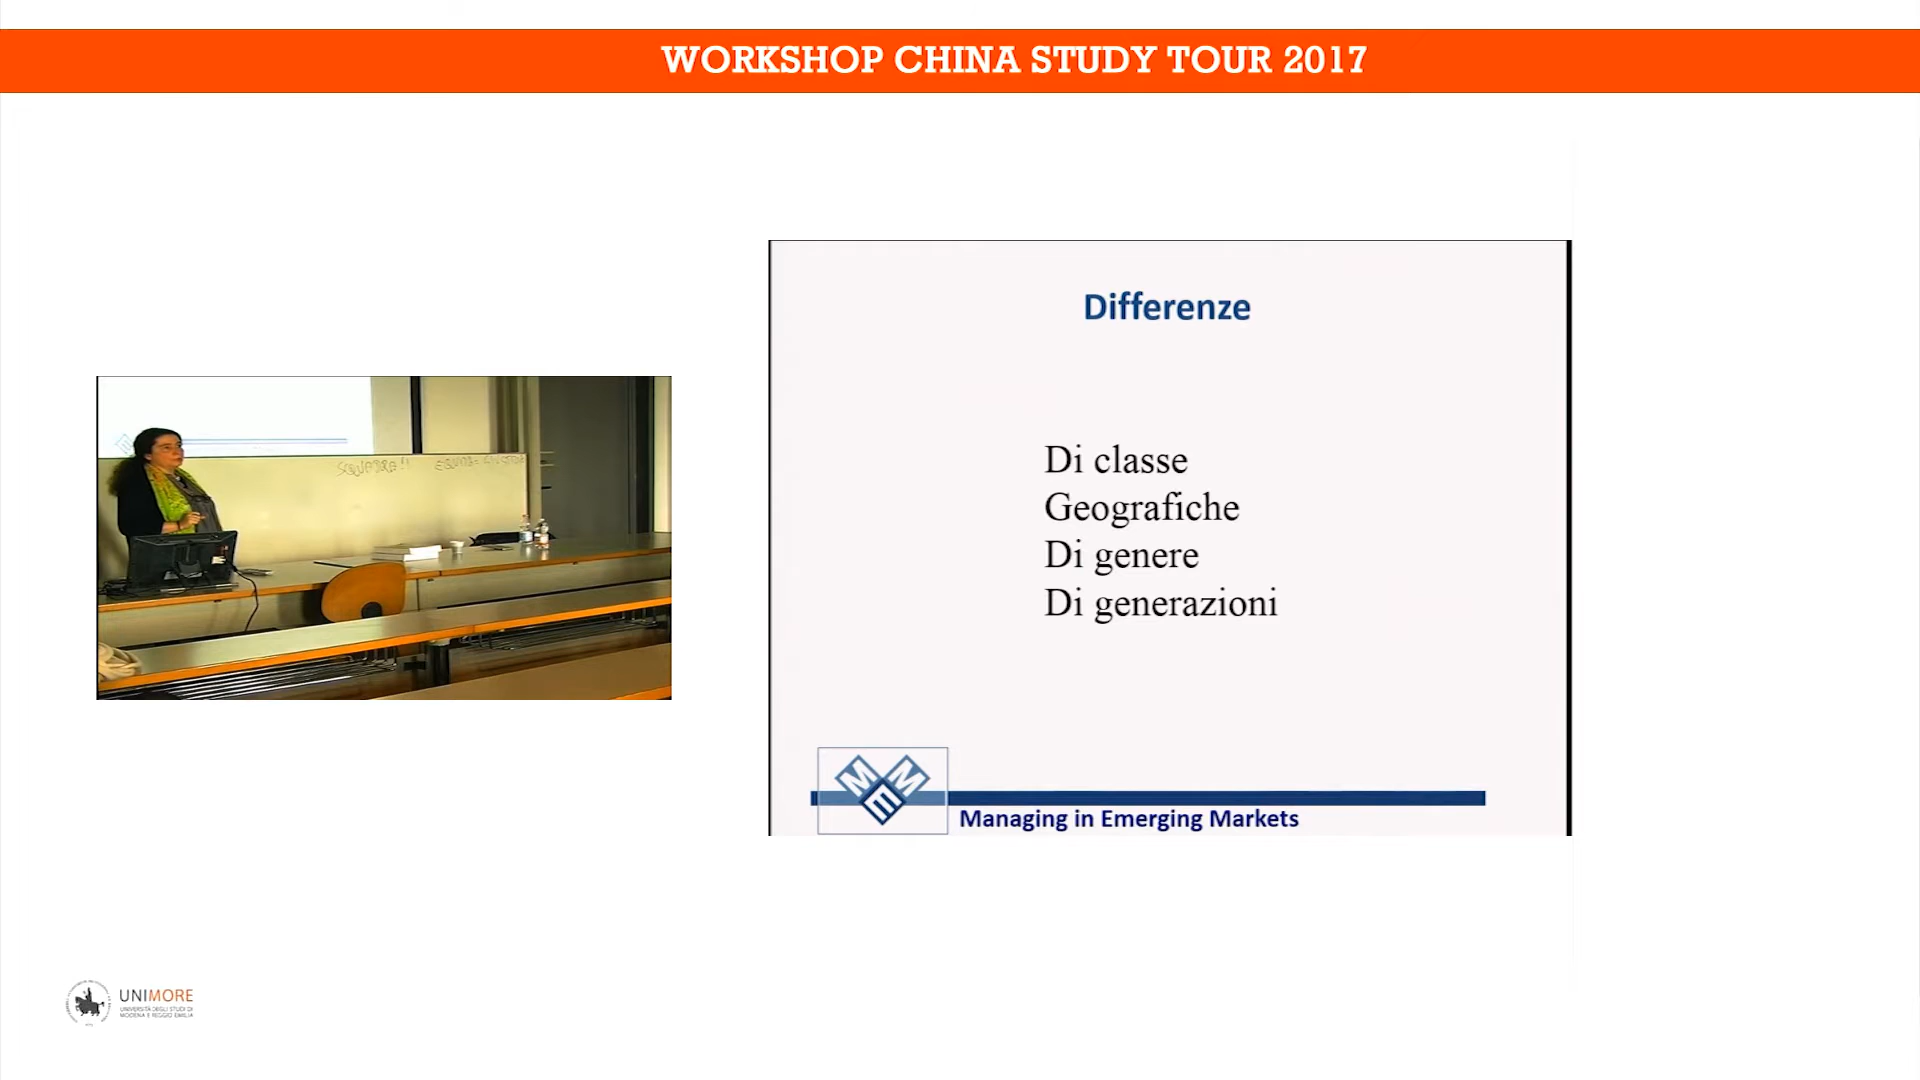 WORKSHOP CHINA STUDY TOUR 2017
Differenze
Di classe
Geografiche
Di genere
Di generazioni
MEM
Managing in Emerging Markets
UNIMORE
UNIVERSITÀ DEGLI STUDI DI
MODENA E REGGIO EMILIA